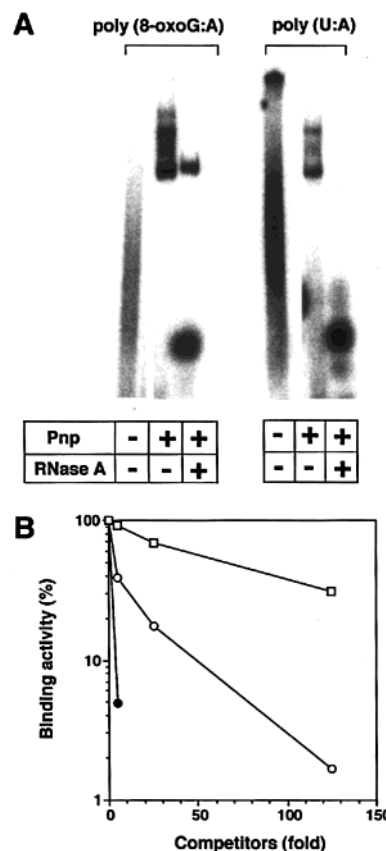 A
poly (8-oxoG:A) poly (U:A)
Pnp - + + - + +
RNase A - - + - - +
B
Binding activity (%)
100
10
1
0 50 100 150
Competitors (fold)